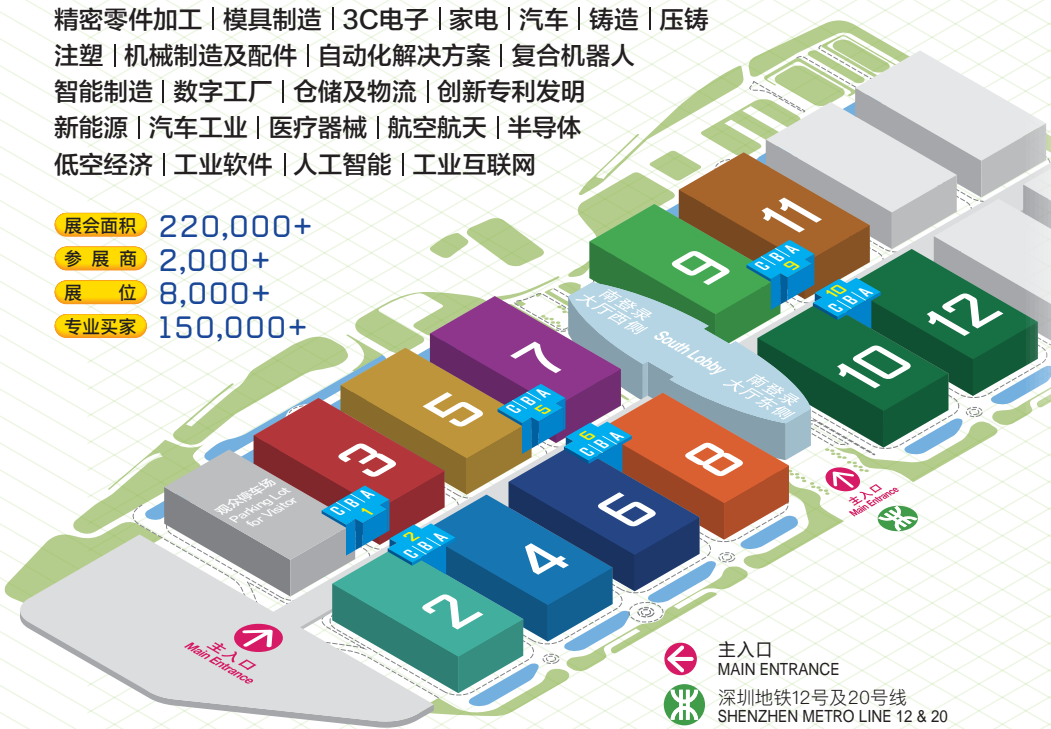 精密零件加工 | 模具制造 | 3C电子 | 家电 | 汽车 | 铸造 | 压铸
注塑 | 机械制造及配件 | 自动化解决方案 | 复合机器人
智能制造 | 数字工厂 | 仓储及物流 | 创新专利发明
新能源 | 汽车工业 | 医疗器械 | 航空航天 | 半导体
低空经济 | 工业软件 | 人工智能 | 工业互联网
展会面积 220,000+
参展商 2,000+
展位 8,000+
专业买家 150,000+
11
9
C|B|A
9
10
C|B|A
12
10
南登录
大厅西侧
South Lobby
南登录
大厅东侧
7
5
C|B|A
5
6
C|B|A
8
3
6
观众停车场
Parking Lot
for Visitor
C|B|A
1
2
C|B|A
4
2
主入口
Main Entrance
主入口
Main Entrance
主入口
MAIN ENTRANCE
深圳地铁12号及20号线
SHENZHEN METRO LINE 12 & 20